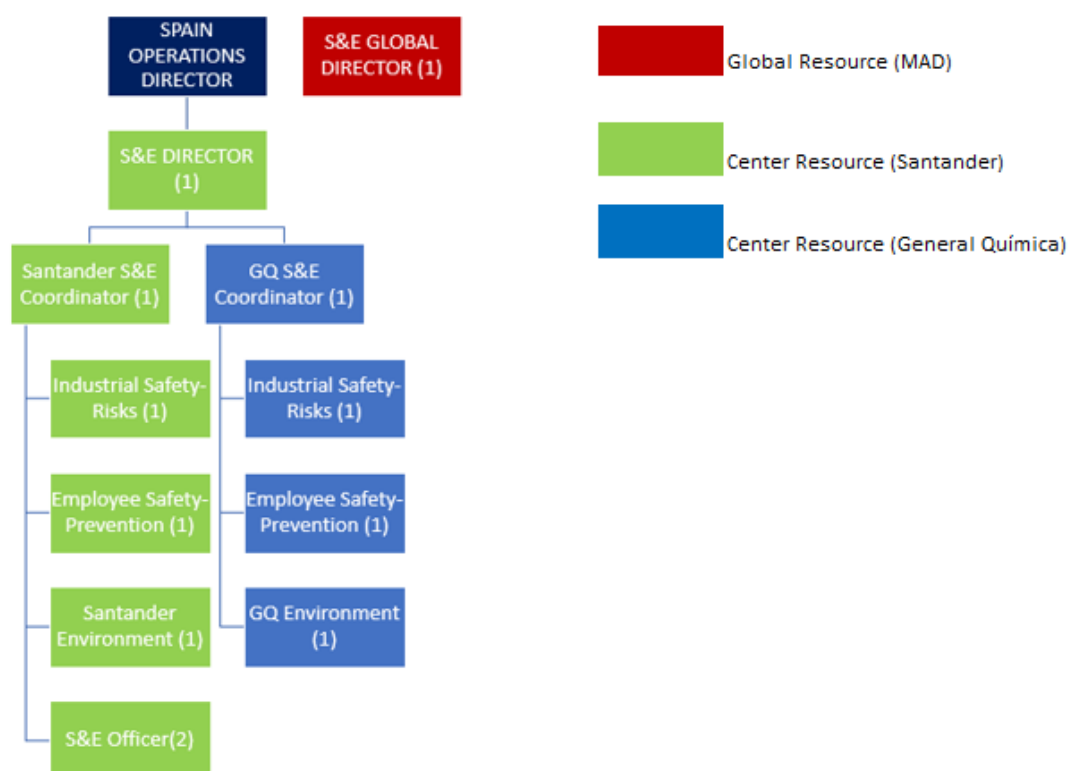 SPAIN
OPERATIONS
DIRECTOR
S&E GLOBAL
DIRECTOR (1)
S&E DIRECTOR
(1)
Santander S&E
Coordinator (1)
GQ S&E
Coordinator (1)
Industrial Safety-
Risks (1)
Industrial Safety-
Risks (1)
Employee Safety-
Prevention (1)
Employee Safety-
Prevention (1)
Santander
Environment (1)
GQ Environment
(1)
S&E Officer(2)
Global Resource (MAD)
Center Resource (Santander)
Center Resource (General Química)